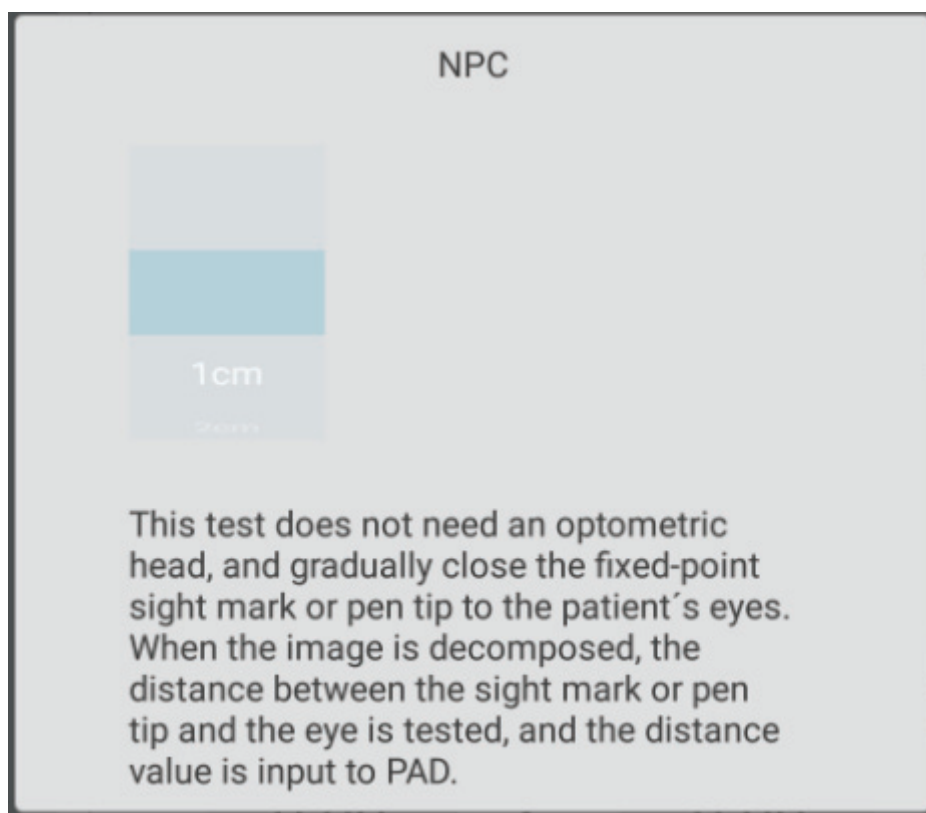 NPC
1cm
This test does not need an optometric
head, and gradually close the fixed-point
sight mark or pen tip to the patient´s eyes.
When the image is decomposed, the
distance between the sight mark or pen
tip and the eye is tested, and the distance
value is input to PAD.